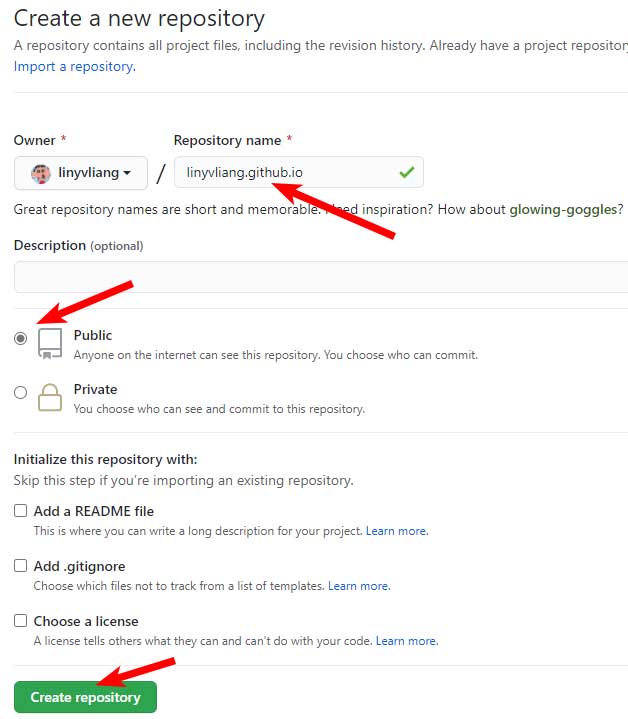 Create a new repository
A repository contains all project files, including the revision history. Already have a project repository
Import a repository.
Owner *
Repository name *
linyvliang
/
linyvliang.github.io
Great repository names are short and memorable. Need inspiration? How about glowing-goggles?
Description (optional)
Public
Anyone on the internet can see this repository. You choose who can commit.
Private
You choose who can see and commit to this repository.
Initialize this repository with:
Skip this step if you're importing an existing repository.
Add a README file
This is where you can write a long description for your project. Learn more.
Add .gitignore
Choose which files not to track from a list of templates. Learn more.
Choose a license
A license tells others what they can and can't do with your code. Learn more.
Create repository